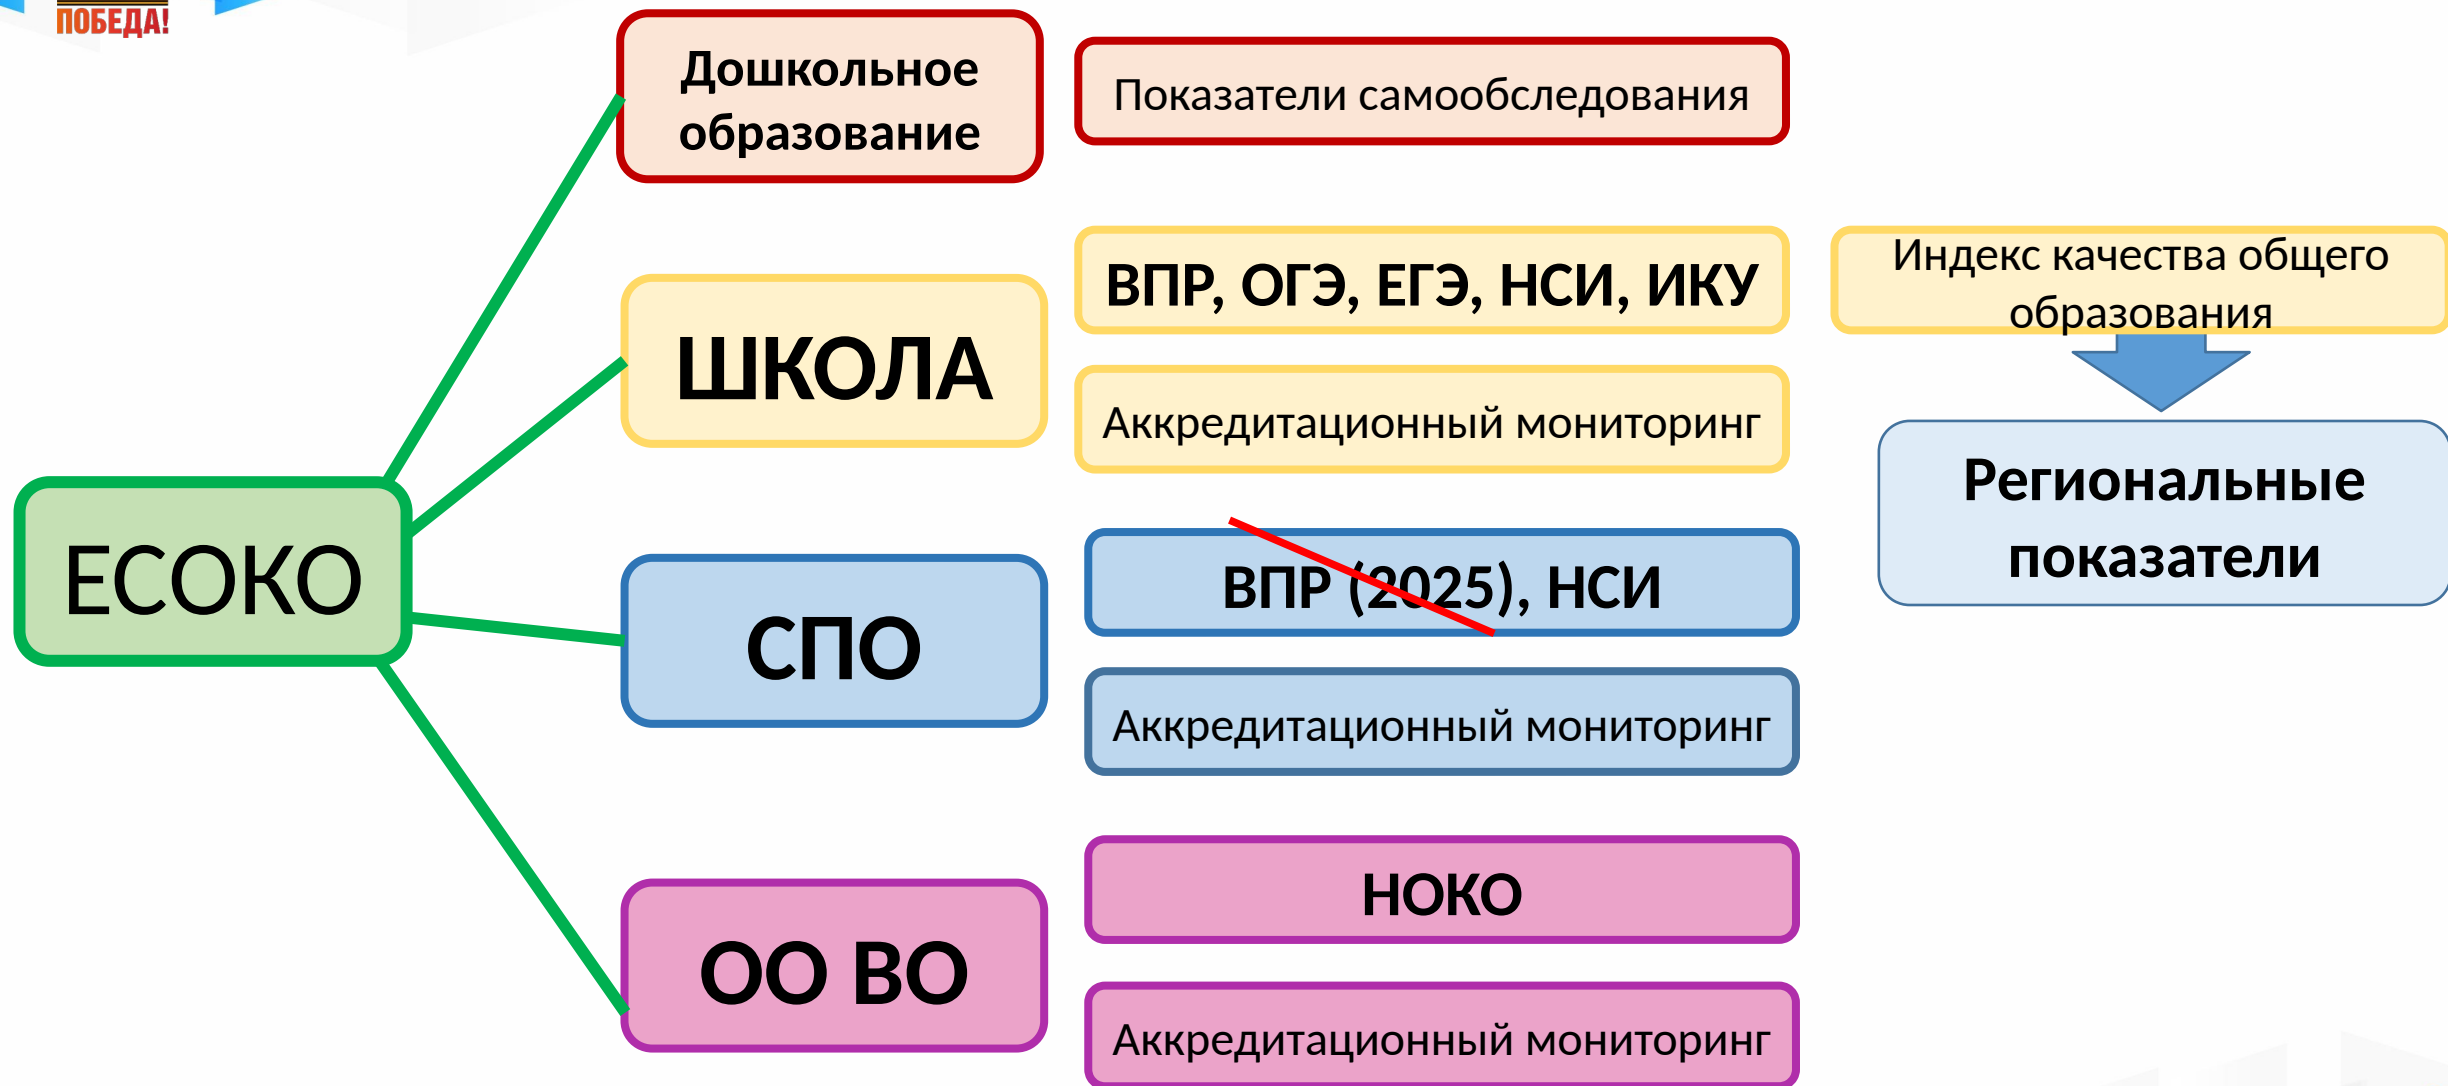 ПОБЕДА!
Дошкольное
образование
Показатели самообследования
ШКОЛА
ВПР, ОГЭ, ЕГЭ, НСИ, ИКУ
Аккредитационный мониторинг
Индекс качества общего
образования
Региональные
показатели
ЕСОКО
СПО
ВПР (2025), НСИ
Аккредитационный мониторинг
ОО ВО
НОКО
Аккредитационный мониторинг